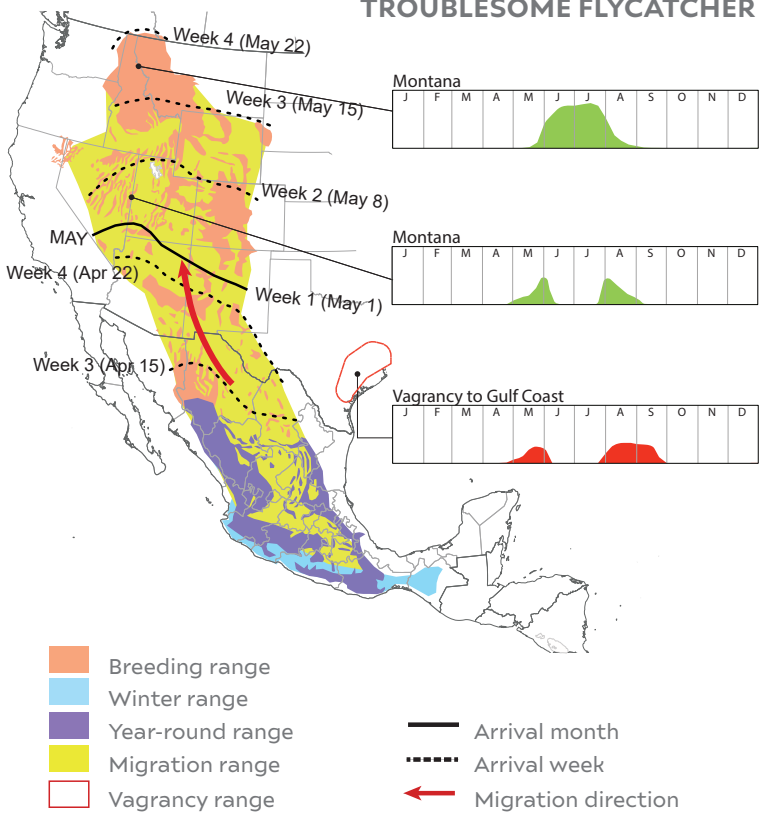 TROUBLESOME FLYCATCHER
Week 4 (May 22)
Week 3 (May 15)
Week 2 (May 8)
MAY
Week 4 (Apr 22)
Week 1 (May 1)
Week 3 (Apr 15)
Montana
J F M A M J J A S O N D
Montana
J F M A M J J A S O N D
Vagrancy to Gulf Coast
J F M A M J J A S O N D
Breeding range
Winter range
Year-round range
Migration range
Vagrancy range
Arrival month
Arrival week
Migration direction